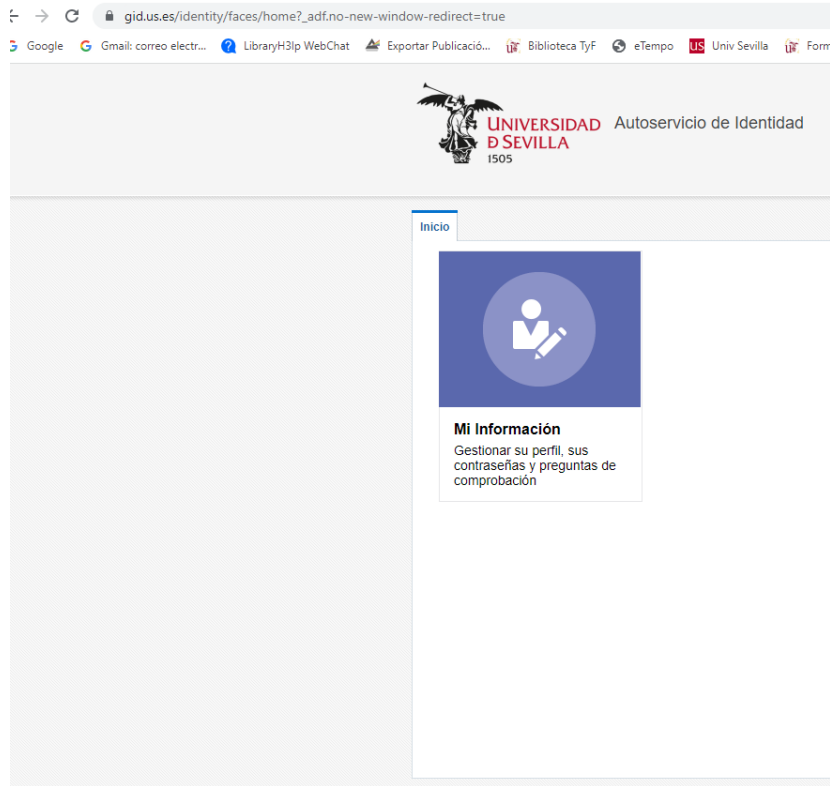 gid.us.es/identity/faces/home?_adf.no-new-window-redirect=true
Google Gmail: correo electr... LibraryH3lp WebChat Exportar Publicació... Biblioteca TyF eTempo US Univ Sevilla Form
UNIVERSIDAD
Ð SEVILLA
1505
Autoservicio de Identidad
Inicio
Mi Información
Gestionar su perfil, sus
contraseñas y preguntas de
comprobación